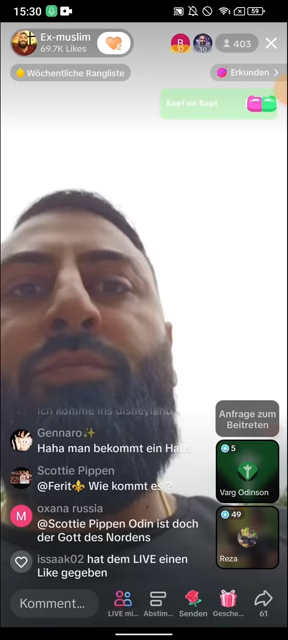 15:30
59
Ex-muslim
69.7K Likes
30
403
Wöchentliche Rangliste
Erkunden
Kopf an Kopf
Ich komme ins disneyland
Gennaro
Haha man bekommt ein
Scottie Pippen
@Ferit Wie kommt es ?
M
oxana russia
@Scottie Pippen Odin ist doch
der Gott des Nordens
issaak02 hat dem LIVE einen
Like gegeben
Anfrage zum
Beitreten
5
Varg Odinson
49
Reza
Komment...
LIVE mi...
Abstim...
Senden
Gesche...
61